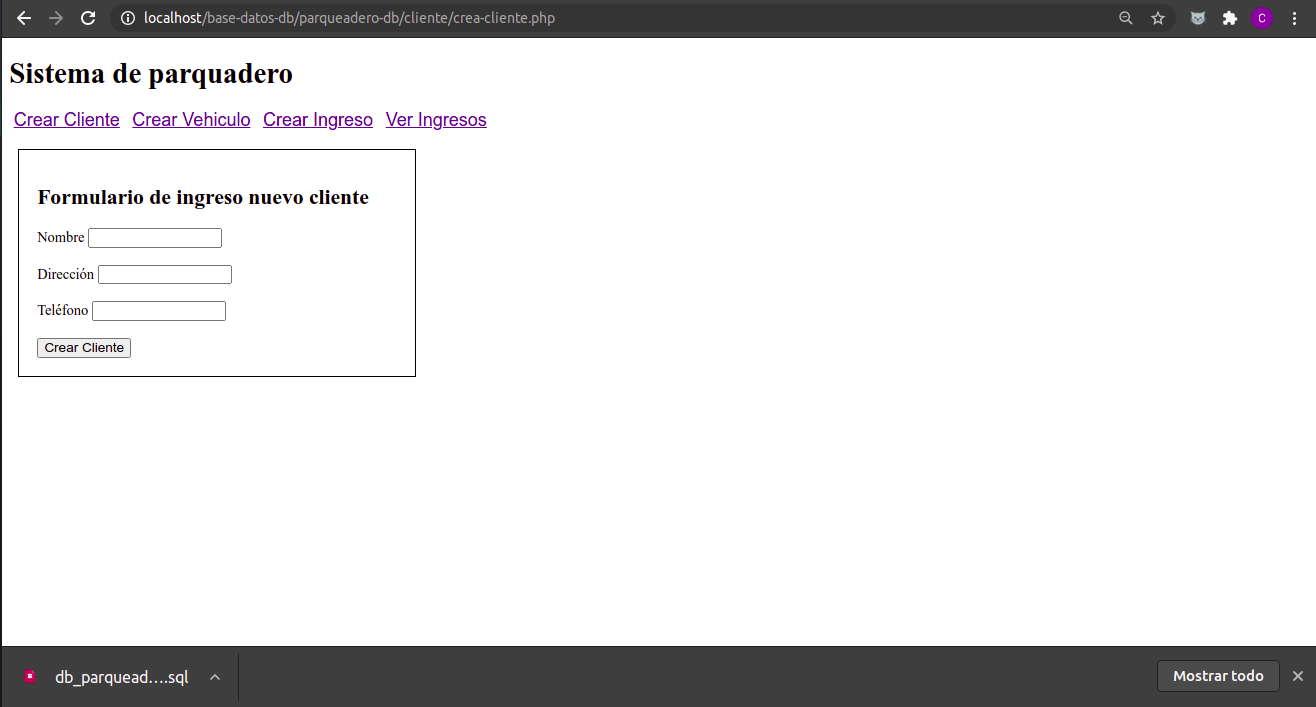 localhost/base-datos-db/parqueadero-db/cliente/crea-cliente.php
C
Sistema de parquadero
Crear Cliente Crear Vehiculo Crear Ingreso Ver Ingresos
Formulario de ingreso nuevo cliente
Nombre
Dirección
Teléfono
Crear Cliente
db_parquead....sql
Mostrar todo